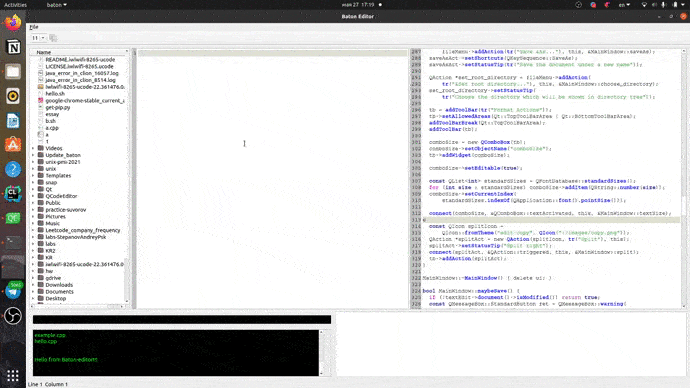 Activities
baton
мая 27 17:19
en
Baton Editor
File
11
Name
README.iwlwifi-8265-ucode
LICENSE.iwlwifi-8265-ucode
java_error_in_clion_16057.log
java_error_in_clion_8514.log
iwlwifi-8265-ucode-22.361476.0
hello.sh
google-chrome-stable_current_
get-pip.py
essay
b.sh
a.cpp
a
1
Videos
Update_baton
unix-pmi-2021
unix
Templates
snap
Qt
QCodeEditor
Public
practice-suvorov
Pictures
Music
Leetcode_company_frequency
labs-StepanovAndreyPsk
labs
KR2
KR
iwlwifi-8265-ucode-22.361476.0
hw
gdrive
Downloads
Documents
Desktop
287 fileMenu->addAction(tr("Save &As..."), this, &MainWindow::saveAs);
saveAsAct->setShortcuts(QKeySequence::SaveAs);
saveAsAct->setStatusTip(tr("Save the document under a new name"));
QAction *set_root_directory = fileMenu->addAction(
tr("&Set root directory..."), this, &MainWindow::choose_directory);
set_root_directory->setStatusTip(
tr("Choose the directory which will be shown in directory tree"));
tb = addToolBar(tr("Format Actions"));
tb->setAllowedAreas(Qt::TopToolBarArea | Qt::BottomToolBarArea);
addToolBarBreak(Qt::TopToolBarArea);
addToolBar(tb);
comboSize = new QComboBox(tb);
comboSize->setObjectName("comboSize");
tb->addWidget(comboSize);
comboSize->setEditable(true);
const QList<int> standardSizes = QFontDatabase::standardSizes();
for (int size : standardSizes) comboSize->addItem(QString::number(size));
comboSize->setCurrentIndex(
standardSizes.indexOf(QApplication::font().pointSize()));
connect(comboSize, &QComboBox::textActivated, this, &MainWindow::textSize);
const QIcon splitIcon =
QIcon::fromTheme("edit-copy", QIcon(":/images/copy.png"));
QAction *splitAct = new QAction(splitIcon, tr("Split"), this);
splitAct->setStatusTip("Split right");
connect(splitAct, &QAction::triggered, this, &MainWindow::split);
tb->addAction(splitAct);
}
MainWindow::~MainWindow() { delete ui; }
bool MainWindow::maybeSave() {
if (!textEdit->document()->isModified()) return true;
const QMessageBox::StandardButton ret = QMessageBox::warning(
example.cpp
hello.cpp
Hello from Baton-editor!!!
Line 1 Column 1